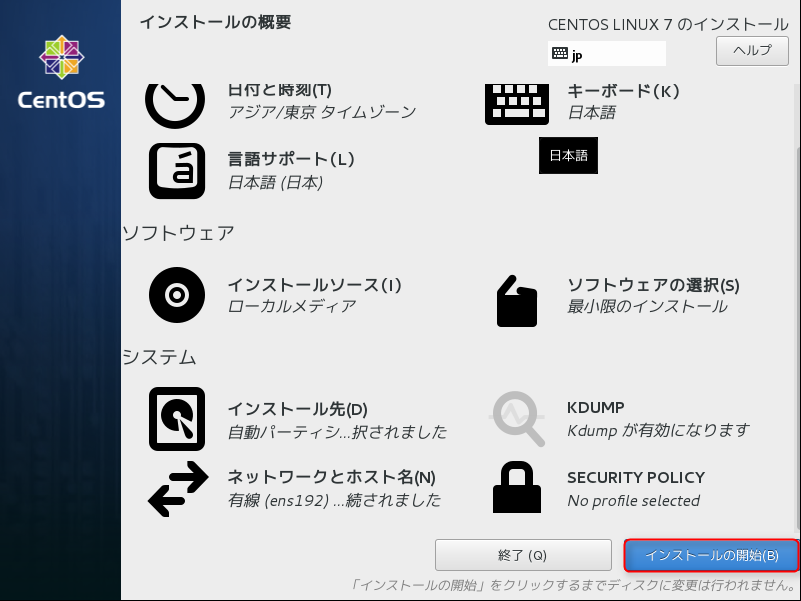 インストールの概要
CENTOS LINUX 7 のインストール
jp
ヘルプ
CentOS
日付と時刻(T)
アジア/東京 タイムゾーン
キーボード(K)
日本語
言語サポート(L)
日本語 (日本)
日本語
ソフトウェア
インストールソース(I)
ローカルメディア
ソフトウェアの選択(S)
最小限のインストール
システム
インストール先(D)
自動パーティシ...択されました
KDUMP
Kdump が有効になります
ネットワークとホスト名(N)
有線 (ens192) ...続されました
SECURITY POLICY
No profile selected
終了 (Q)
インストールの開始(B)
「インストールの開始」をクリックするまでディスクに変更は行われません。